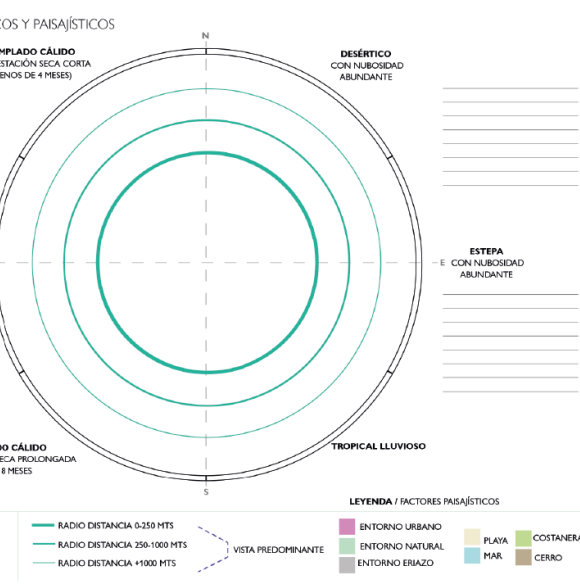 COS Y PAISAJÍSTICOS
N
MPLADO CÁLIDO
ESTACIÓN SECA CORTA
ENOS DE 4 MESES)
DESÉRTICO
CON NUBOSIDAD
ABUNDANTE
E
ESTEPA
CON NUBOSIDAD
ABUNDANTE
DO CÁLIDO
ECA PROLONGADA
8 MESES
TROPICAL LLUVIOSO
S
LEYENDA / FACTORES PAISAJÍSTICOS
RADIO DISTANCIA 0-250 MTS
RADIO DISTANCIA 250-1000 MTS
RADIO DISTANCIA +1000 MTS
VISTA PREDOMINANTE
ENTORNO URBANO
ENTORNO NATURAL
ENTORNO ERIAZO
PLAYA
MAR
COSTANERA
CERRO